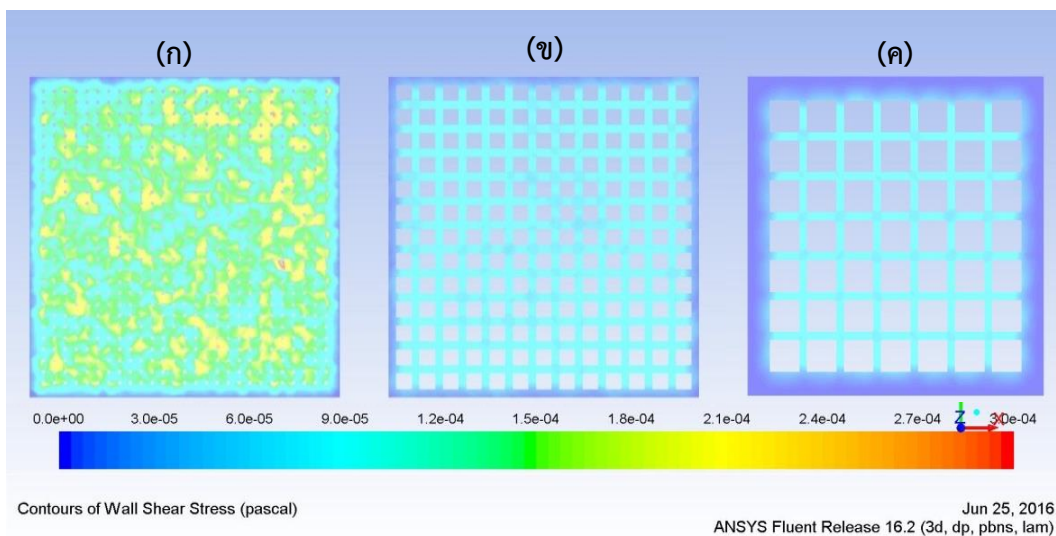 (ก) (ข) (ค)
0.0e+00 3.0e-05 6.0e-05 9.0e-05 1.2e-04 1.5e-04 1.8e-04 2.1e-04 2.4e-04 2.7e-04 3.0e-04
Z X
Contours of Wall Shear Stress (pascal)
Jun 25, 2016
ANSYS Fluent Release 16.2 (3d, dp, pbns, lam)